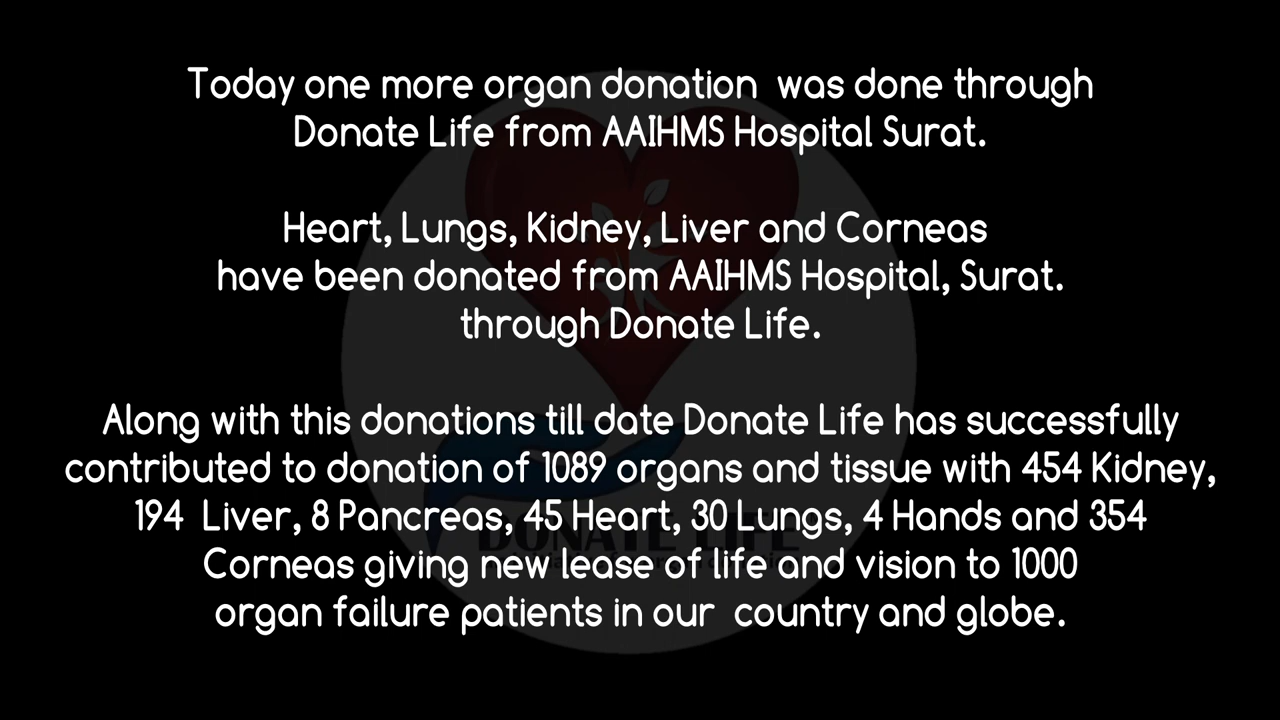 Today one more organ donation was done through
Donate Life from AAIHMS Hospital Surat.
Heart, Lungs, Kidney, Liver and Corneas
have been donated from AAIHMS Hospital, Surat.
through Donate Life.
Along with this donations till date Donate Life has successfully
contributed to donation of 1089 organs and tissue with 454 Kidney,
194 Liver, 8 Pancreas, 45 Heart, 30 Lungs, 4 Hands and 354
DONATE LIFE
Corneas giving new lease of life and vision to 1000
organ failure patients in our country and globe.